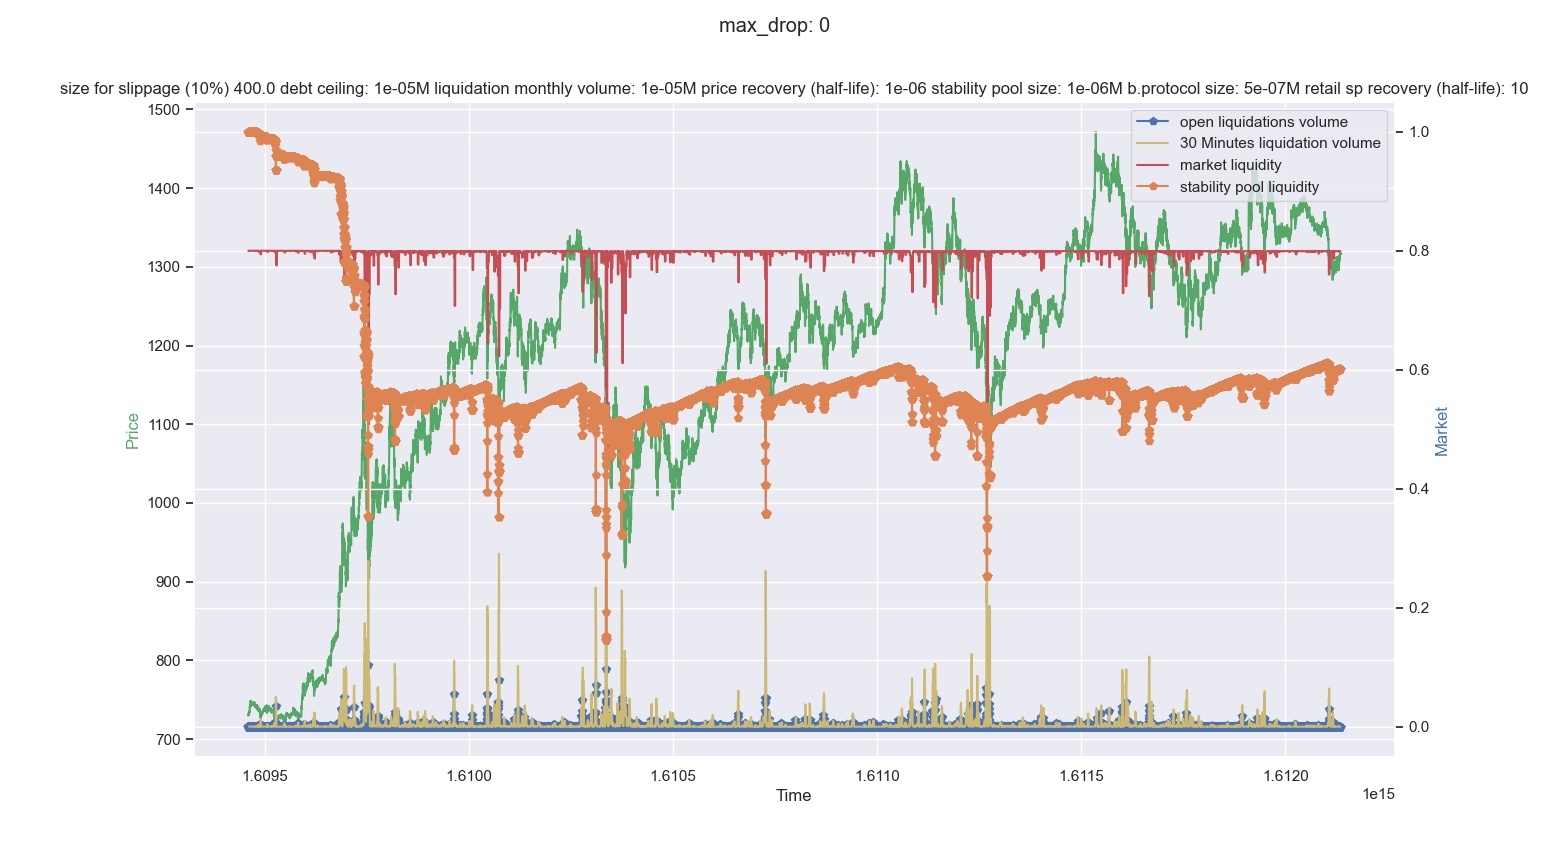 max_drop: 0
size for slippage (10%) 400.0 debt ceiling: 1e-05M liquidation monthly volume: 1e-05M price recovery (half-life): 1e-06 stability pool size: 1e-06M b.protocol size: 5e-07M retail sp recovery (half-life): 10
open liquidations volume
30 Minutes liquidation volume
market liquidity
stability pool liquidity
1500
1400
1300
1200
1100
1000
900
800
700
Price
1.0
0.8
0.6
0.4
0.2
0.0
Market
1.6095 1.6100 1.6105 1.6110 1.6115 1.6120
Time
1e15